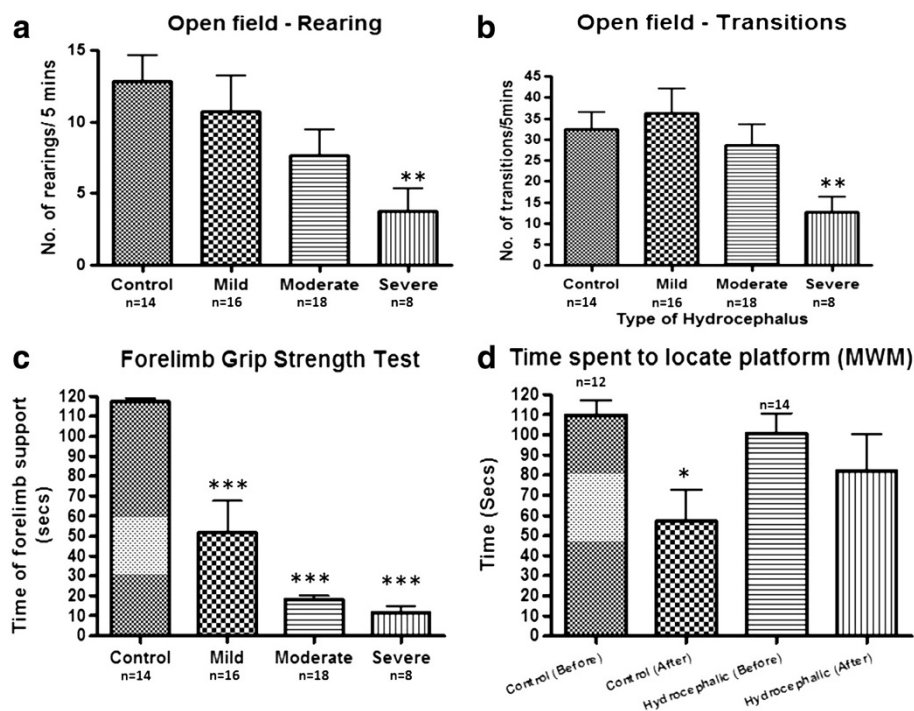 a
Open field - Rearing
No. of rearings/ 5 mins
15
10
5
0
**
Control
Mild
Moderate
Severe
n=14
n=16
n=18
n=8
b
Open field - Transitions
No. of transitions/5mins
45
40
35
30
25
20
15
10
5
0
**
Control
Mild
Moderate
Severe
n=14
n=16
n=18
n=8
Type of Hydrocephalus
c
Forelimb Grip Strength Test
Time of forelimb support
(secs)
120
110
100
90
80
70
60
50
40
30
20
10
0
***
***
***
Control
Mild
Moderate
Severe
n=14
n=16
n=18
n=8
d
Time spent to locate platform (MWM)
Time (Secs)
120
110
100
90
80
70
60
50
40
30
20
10
0
n=12
*
n=14
Control (Before)
Control (After)
Hydrocephalic (Before)
Hydrocephalic (After)